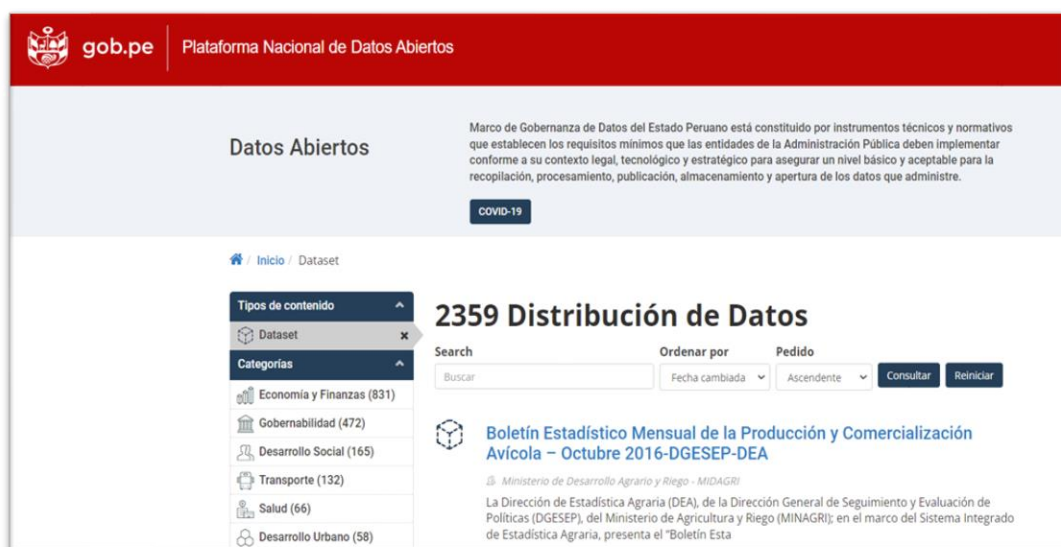 gob.pe
Plataforma Nacional de Datos Abiertos
Datos Abiertos
Marco de Gobernanza de Datos del Estado Peruano está constituido por instrumentos técnicos y normativos
que establecen los requisitos mínimos que las entidades de la Administración Pública deben implementar
conforme a su contexto legal, tecnológico y estratégico para asegurar un nivel básico y aceptable para la
recopilación, procesamiento, publicación, almacenamiento y apertura de los datos que administre.
COVID-19
/ Inicio / Dataset
Tipos de contenido
Dataset x
Categorías
Economía y Finanzas (831)
Gobernabilidad (472)
Desarrollo Social (165)
Transporte (132)
Salud (66)
Desarrollo Urbano (58)
2359 Distribución de Datos
Search
Ordenar por
Pedido
Buscar
Fecha cambiada
Ascendente
Consultar
Reiniciar
Boletín Estadístico Mensual de la Producción y Comercialización
Avícola – Octubre 2016-DGESEP-DEA
Ministerio de Desarrollo Agrario y Riego - MIDAGRI
La Dirección de Estadística Agraria (DEA), de la Dirección General de Seguimiento y Evaluación de
Políticas (DGESEP), del Ministerio de Agricultura y Riego (MINAGRI); en el marco del Sistema Integrado
de Estadística Agraria, presenta el "Boletín Esta